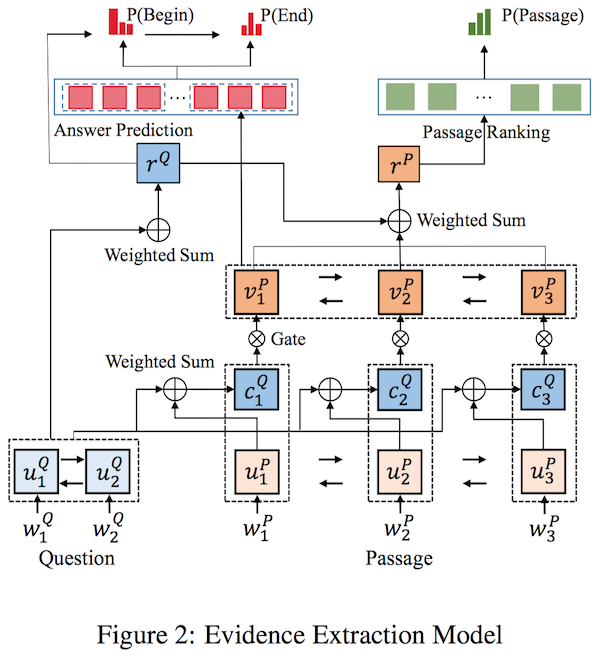 P(Begin)
P(End)
P(Passage)
...
...
Answer Prediction
Passage Ranking
r^Q
r^P
Weighted Sum
Weighted Sum
v_1^P
v_2^P
v_3^P
Gate
Weighted Sum
c_1^Q
c_2^Q
c_3^Q
u_1^Q
u_2^Q
u_1^P
u_2^P
u_3^P
w_1^Q
w_2^Q
w_1^P
w_2^P
w_3^P
Question
Passage
Figure 2: Evidence Extraction Model